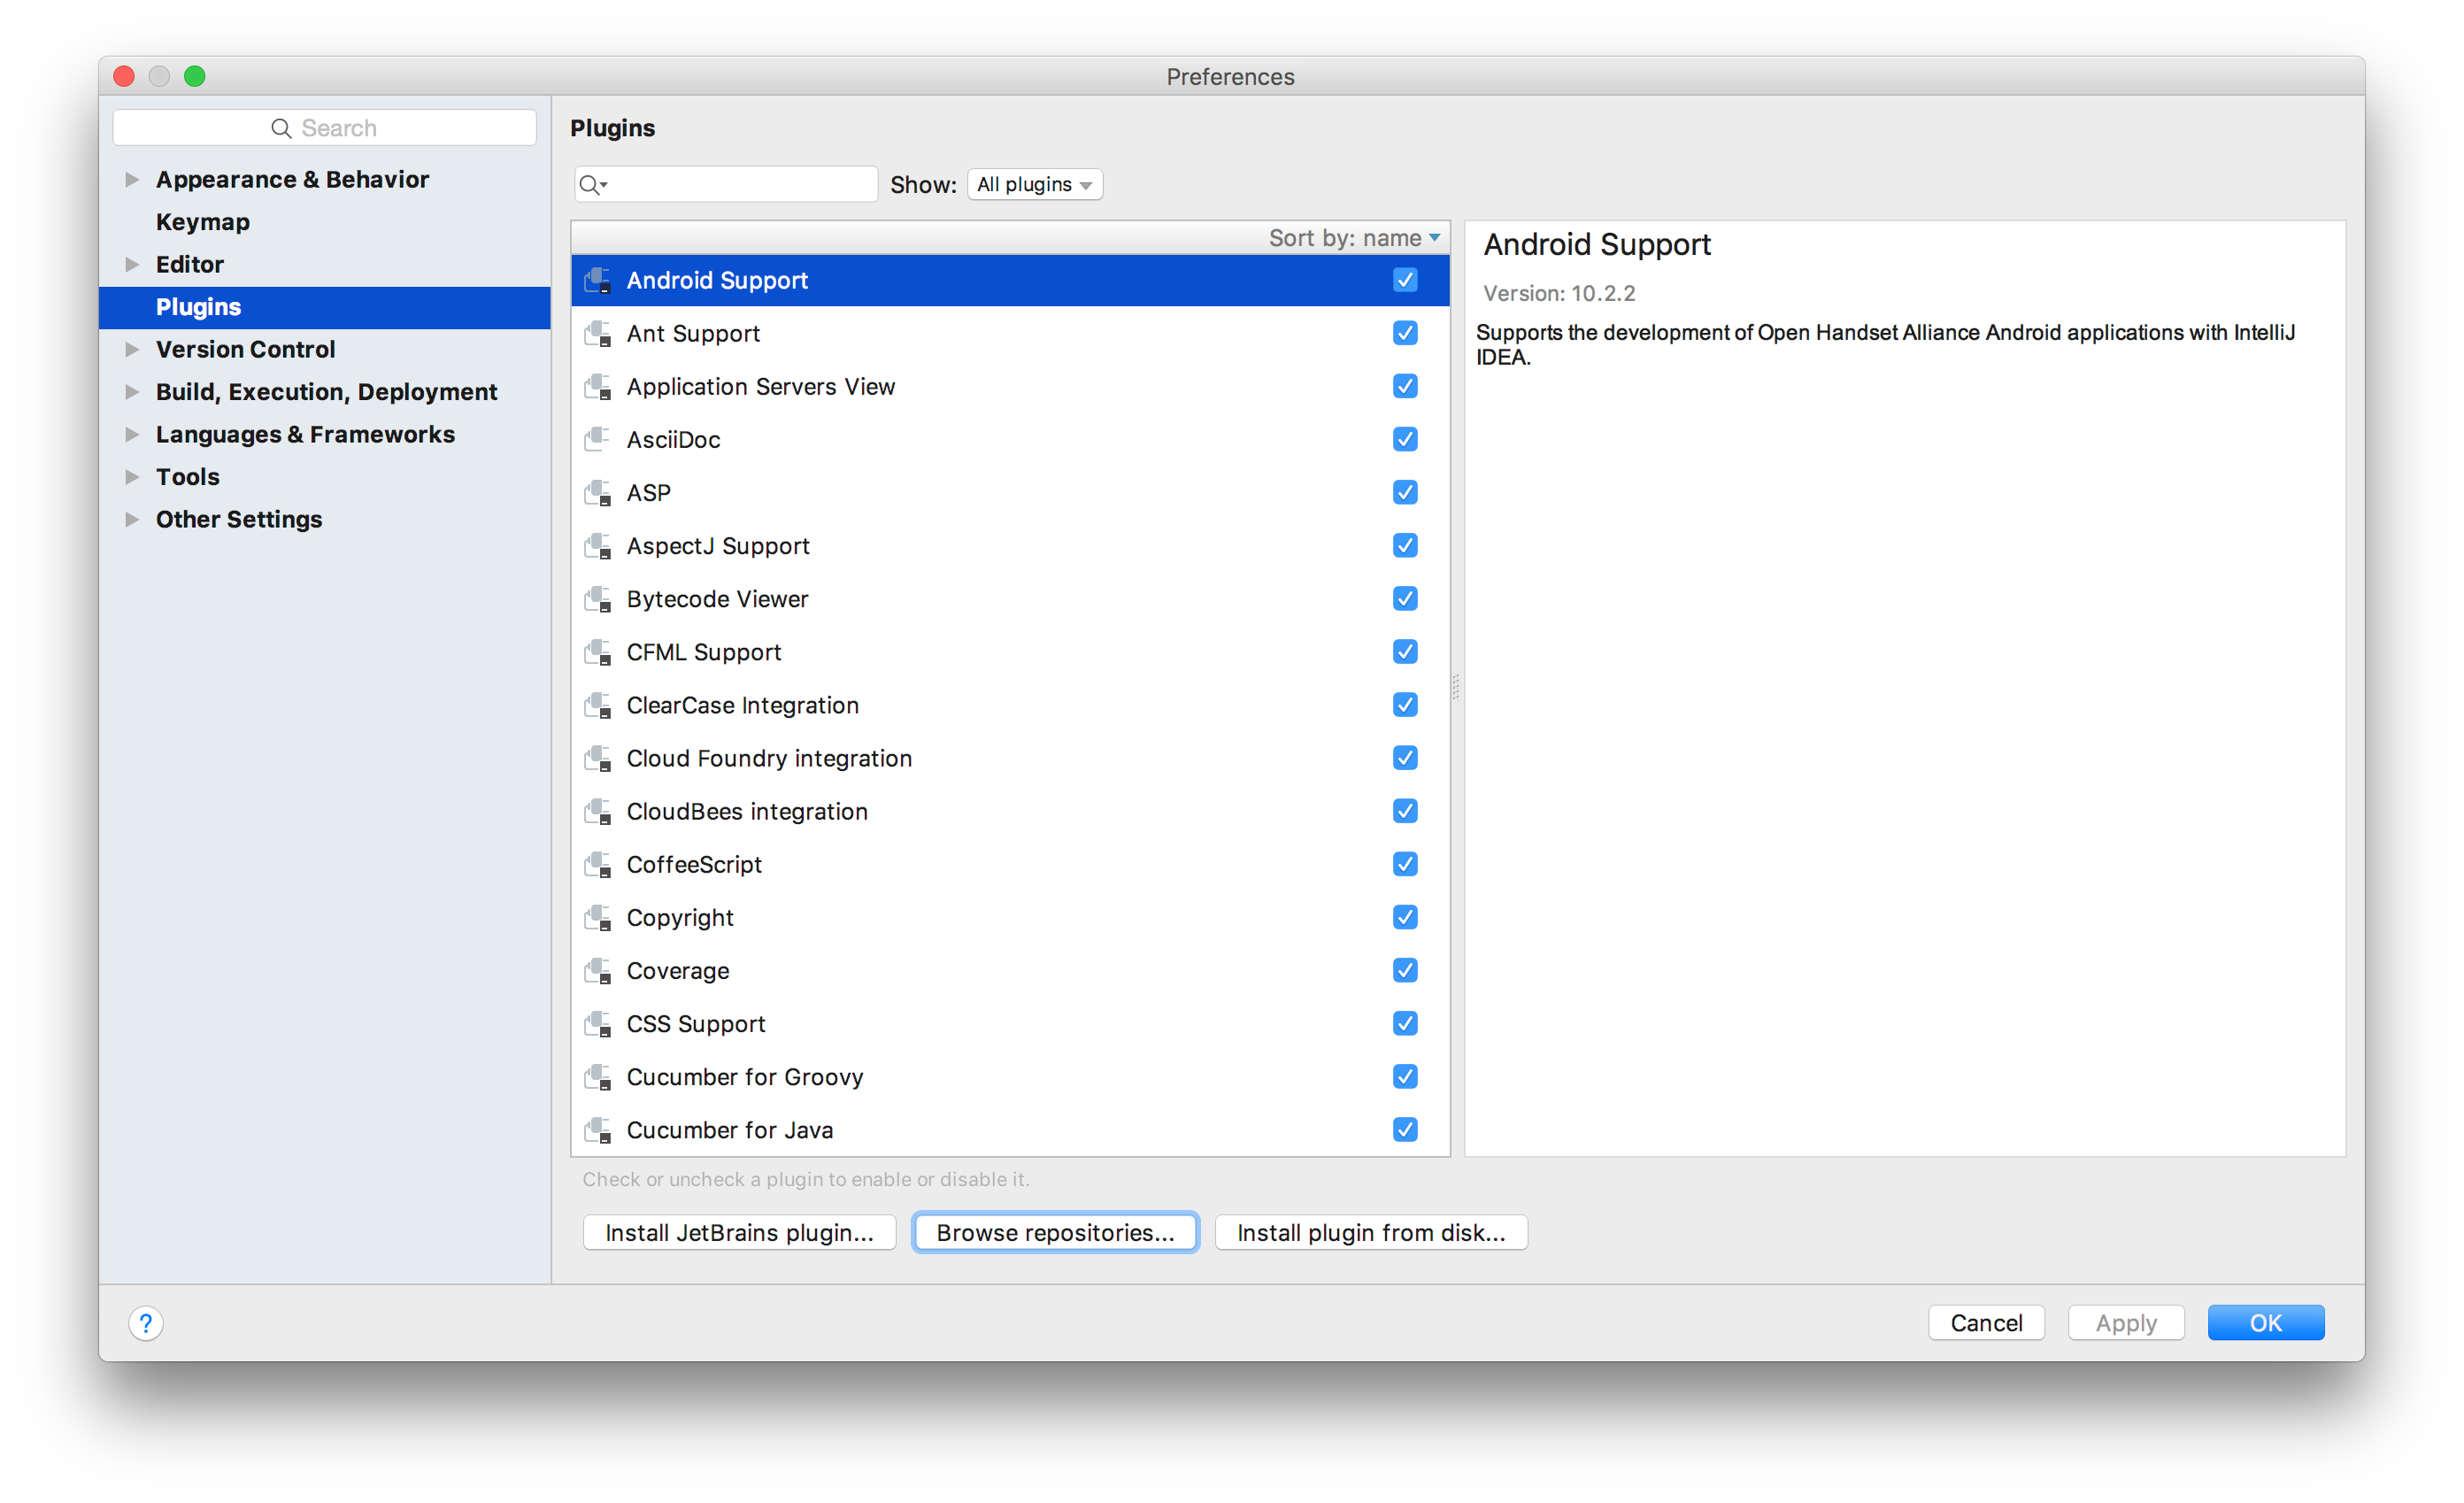 Preferences
Search
Appearance & Behavior
Keymap
Editor
Plugins
Version Control
Build, Execution, Deployment
Languages & Frameworks
Tools
Other Settings
Plugins
Show: All plugins
Sort by: name
Android Support
Ant Support
Application Servers View
AsciiDoc
ASP
AspectJ Support
Bytecode Viewer
CFML Support
ClearCase Integration
Cloud Foundry integration
CloudBees integration
CoffeeScript
Copyright
Coverage
CSS Support
Cucumber for Groovy
Cucumber for Java
Android Support
Version: 10.2.2
Supports the development of Open Handset Alliance Android applications with IntelliJ
IDEA.
Check or uncheck a plugin to enable or disable it.
Install JetBrains plugin... Browse repositories... Install plugin from disk...
? Cancel Apply OK